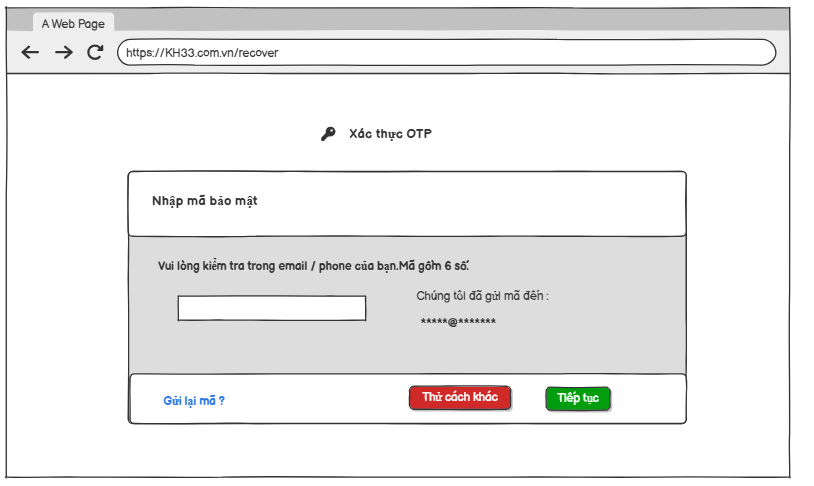 A Web Page
https://KH33.com.vn/recover
Xác thực OTP
Nhập mã bảo mật
Vui lòng kiểm tra trong email / phone của bạn.Mã gồm 6 số.
Chúng tôi đã gửi mã đến :
*****@*******
Gửi lại mã ?
Thử cách khác
Tiếp tục